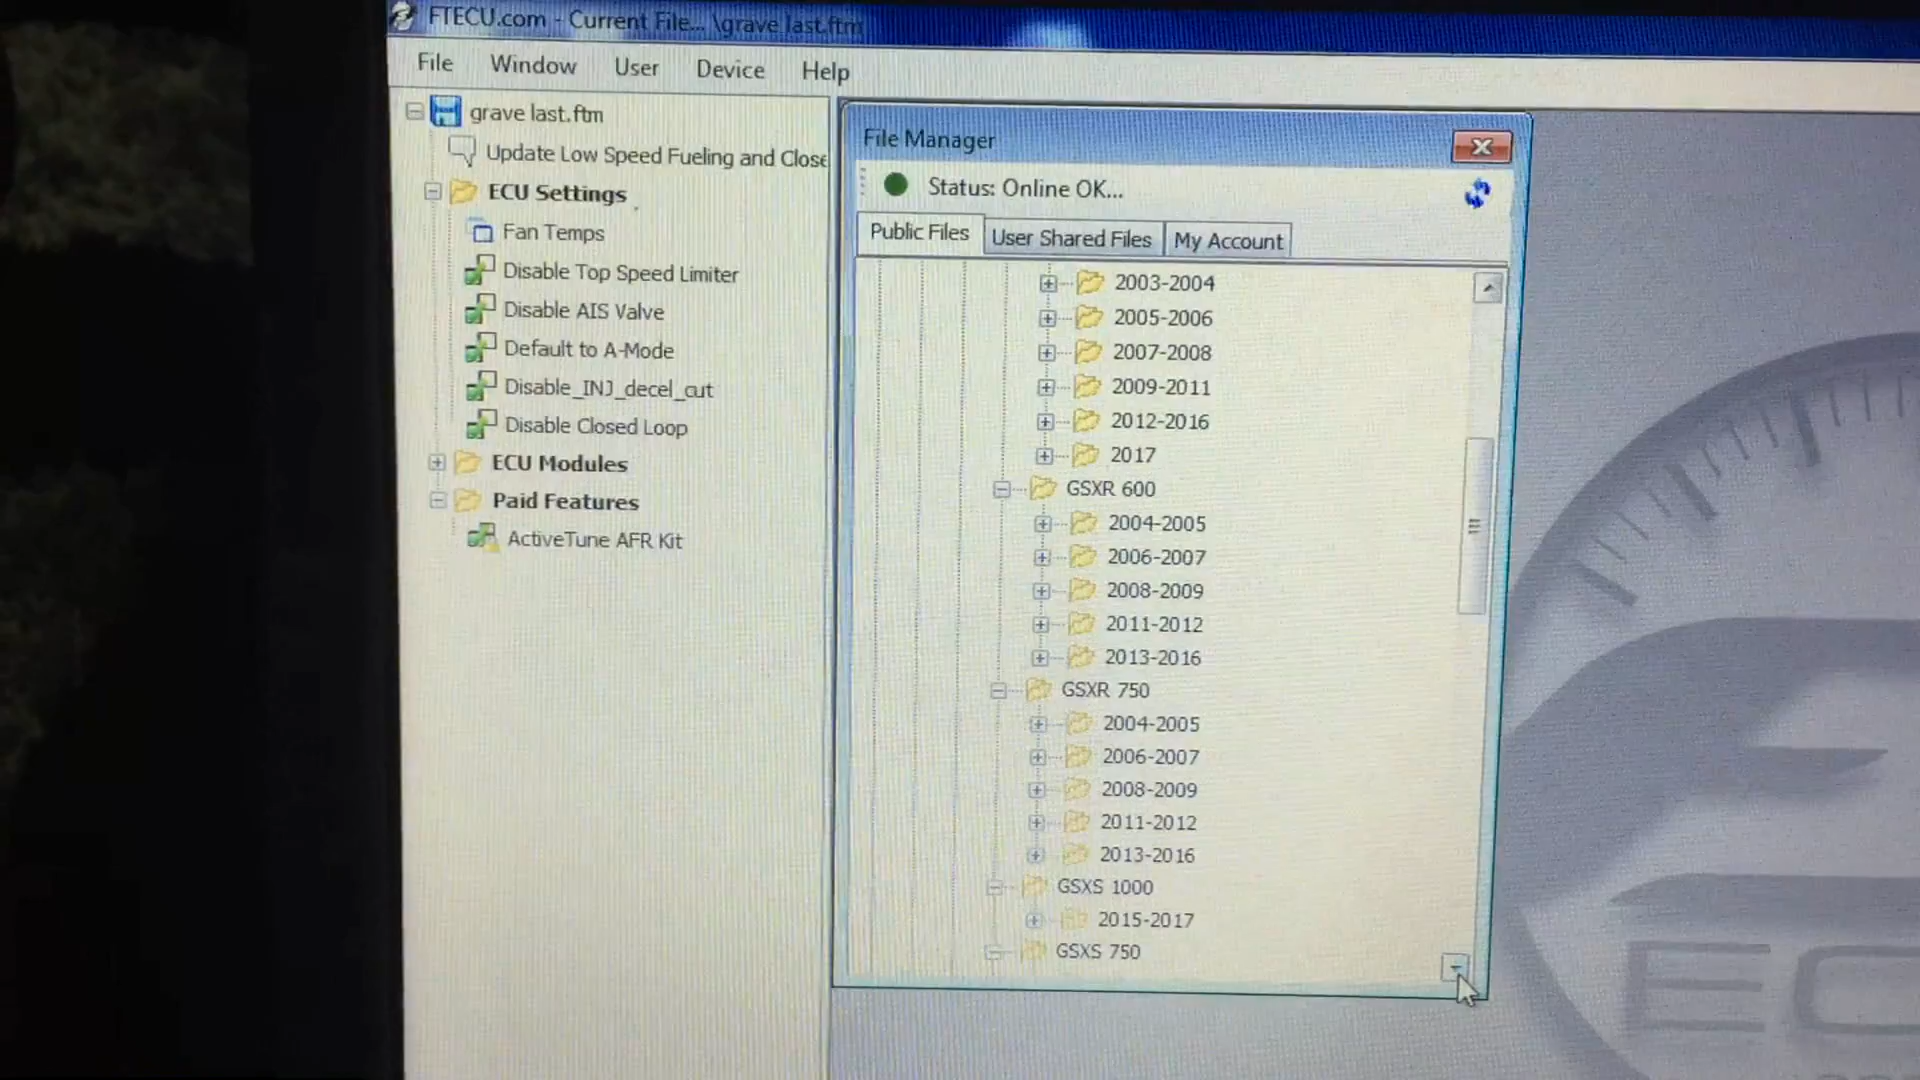 FTECU.com - Current File... \grave last.ftm
File Window User Device Help
grave last.ftm
Update Low Speed Fueling and Close
ECU Settings
Fan Temps
Disable Top Speed Limiter
Disable AIS Valve
Default to A-Mode
Disable_INJ_decel_cut
Disable Closed Loop
ECU Modules
Paid Features
ActiveTune AFR Kit
File Manager
Status: Online OK...
Public Files User Shared Files My Account
2003-2004
2005-2006
2007-2008
2009-2011
2012-2016
2017
GSXR 600
2004-2005
2006-2007
2008-2009
2011-2012
2013-2016
GSXR 750
2004-2005
2006-2007
2008-2009
2011-2012
2013-2016
GSXS 1000
2015-2017
GSXS 750